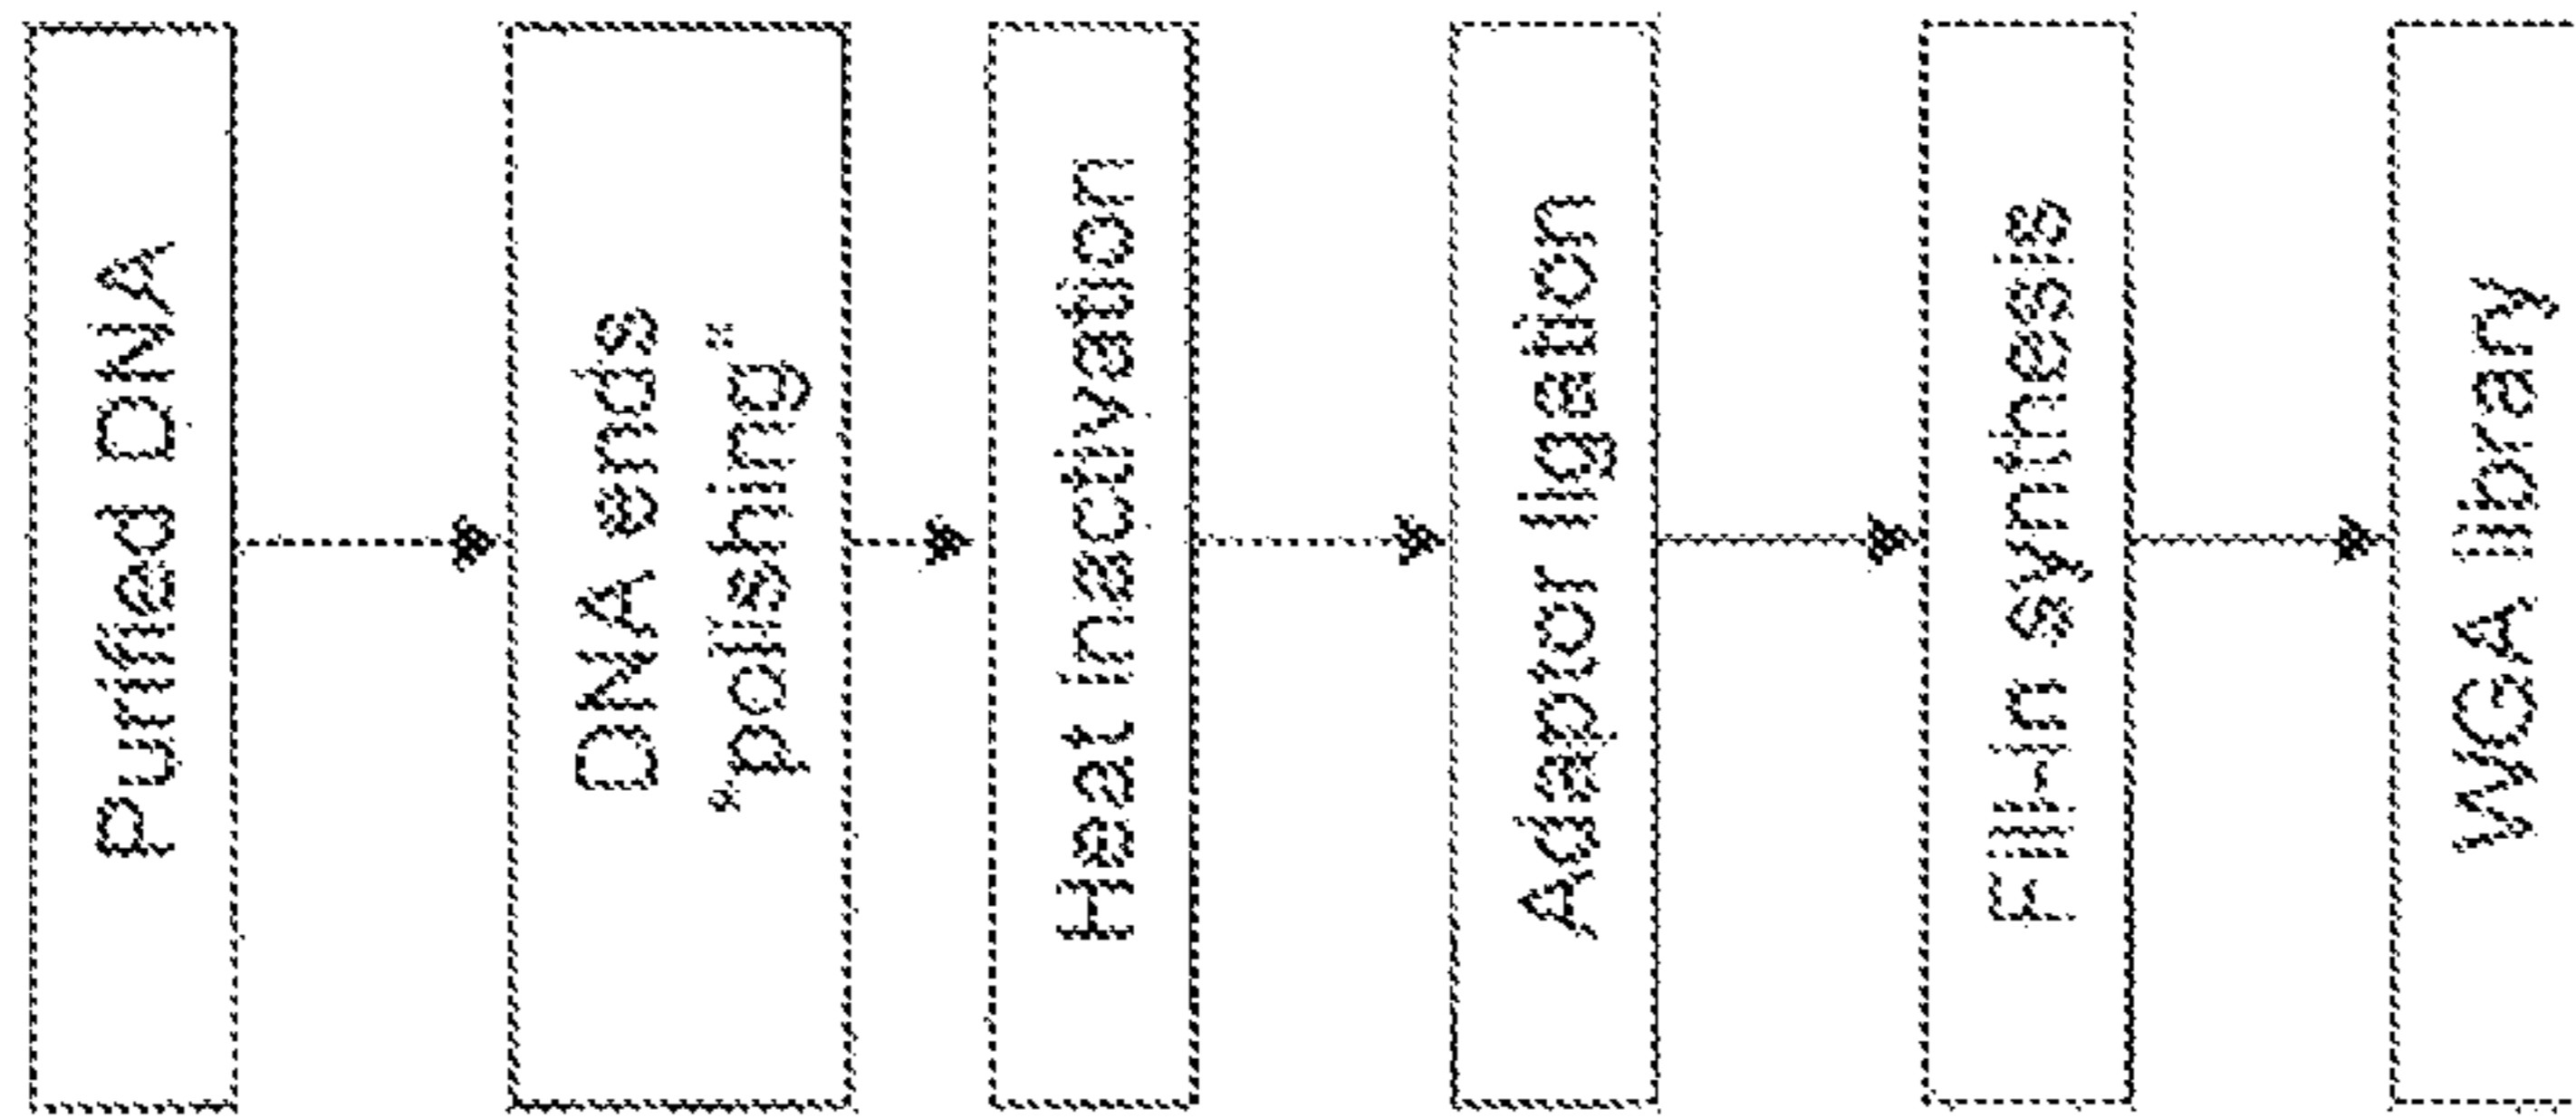 Purified DNA
DNA ends
"polishing"
Heat inactivation
Adaptor ligation
Fill-in synthesis
WGA library